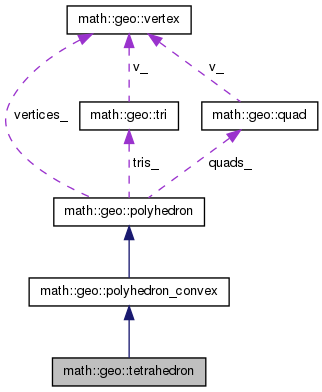 math::geo::vertex
v_
v_
vertices_
math::geo::tri
math::geo::quad
tris_
quads_
math::geo::polyhedron
math::geo::polyhedron_convex
math::geo::tetrahedron